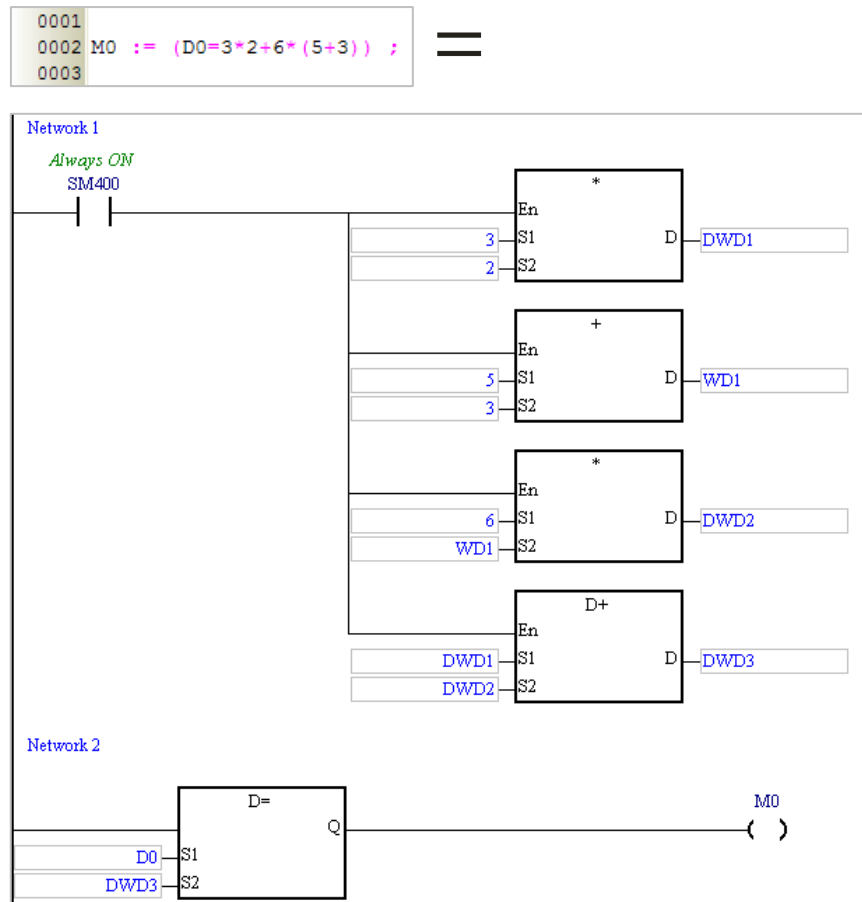 0001
0002 M0 := (D0=3*2+6*(5+3)) ;
0003
=
Network 1
Always ON
SM400
*
En
3 S1 D DWD1
2 S2
+
En
5 S1 D WD1
3 S2
*
En
6 S1 D DWD2
WD1 S2
D+
En
DWD1 S1 D DWD3
DWD2 S2
Network 2
D= M0
Q
D0 S1
DWD3 S2